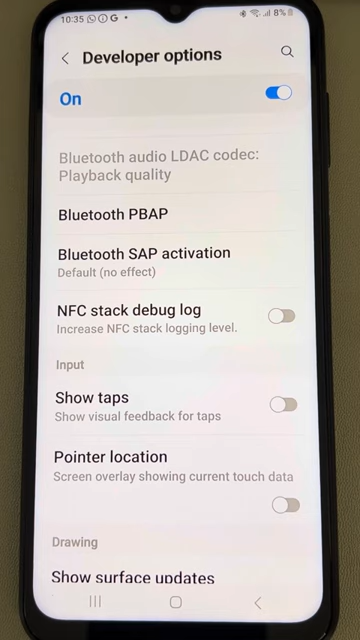 10:35 G
8%
Developer options
On
Bluetooth audio LDAC codec:
Playback quality
Bluetooth PBAP
Bluetooth SAP activation
Default (no effect)
NFC stack debug log
Increase NFC stack logging level.
Input
Show taps
Show visual feedback for taps
Pointer location
Screen overlay showing current touch data
Drawing
Show surface updates